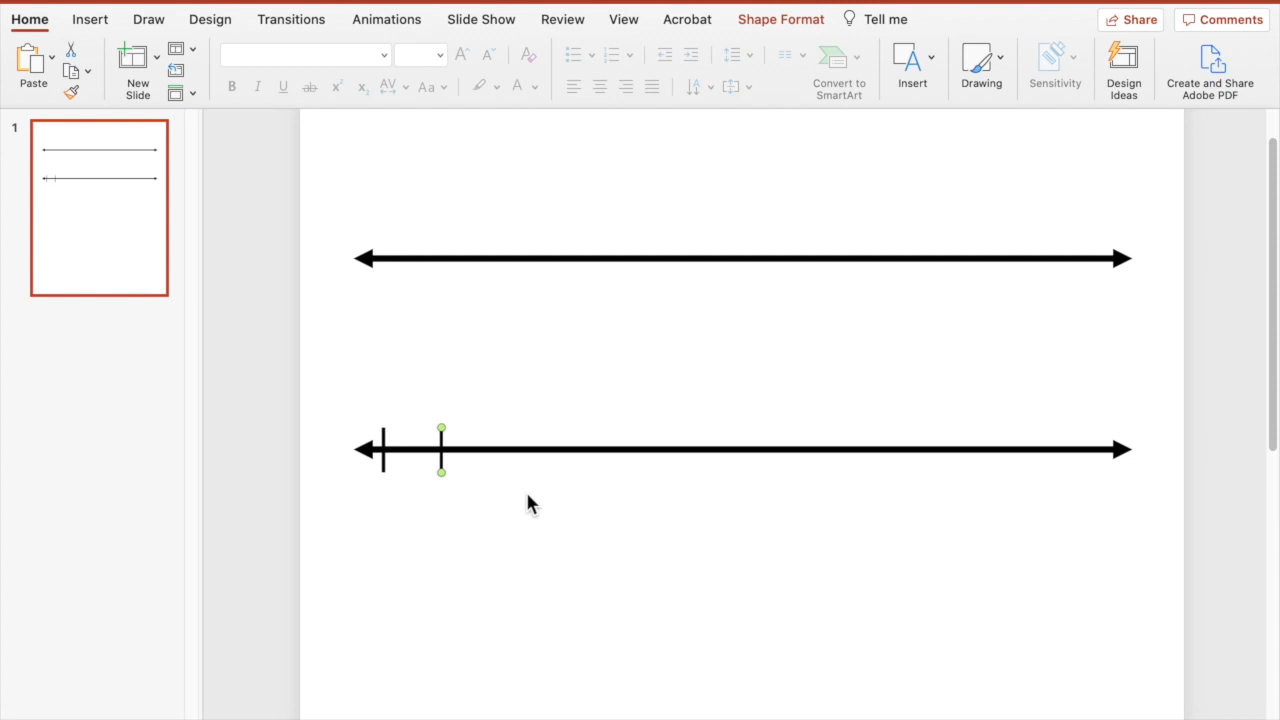 Home Insert Draw Design Transitions Animations Slide Show Review View Acrobat Shape Format Tell me Share Comments
Paste
New
Slide
B I U ab x² x₂ AV Aa A
Convert to
SmartArt
Insert
Drawing
Sensitivity
Design
Ideas
Create and Share
Adobe PDF
1